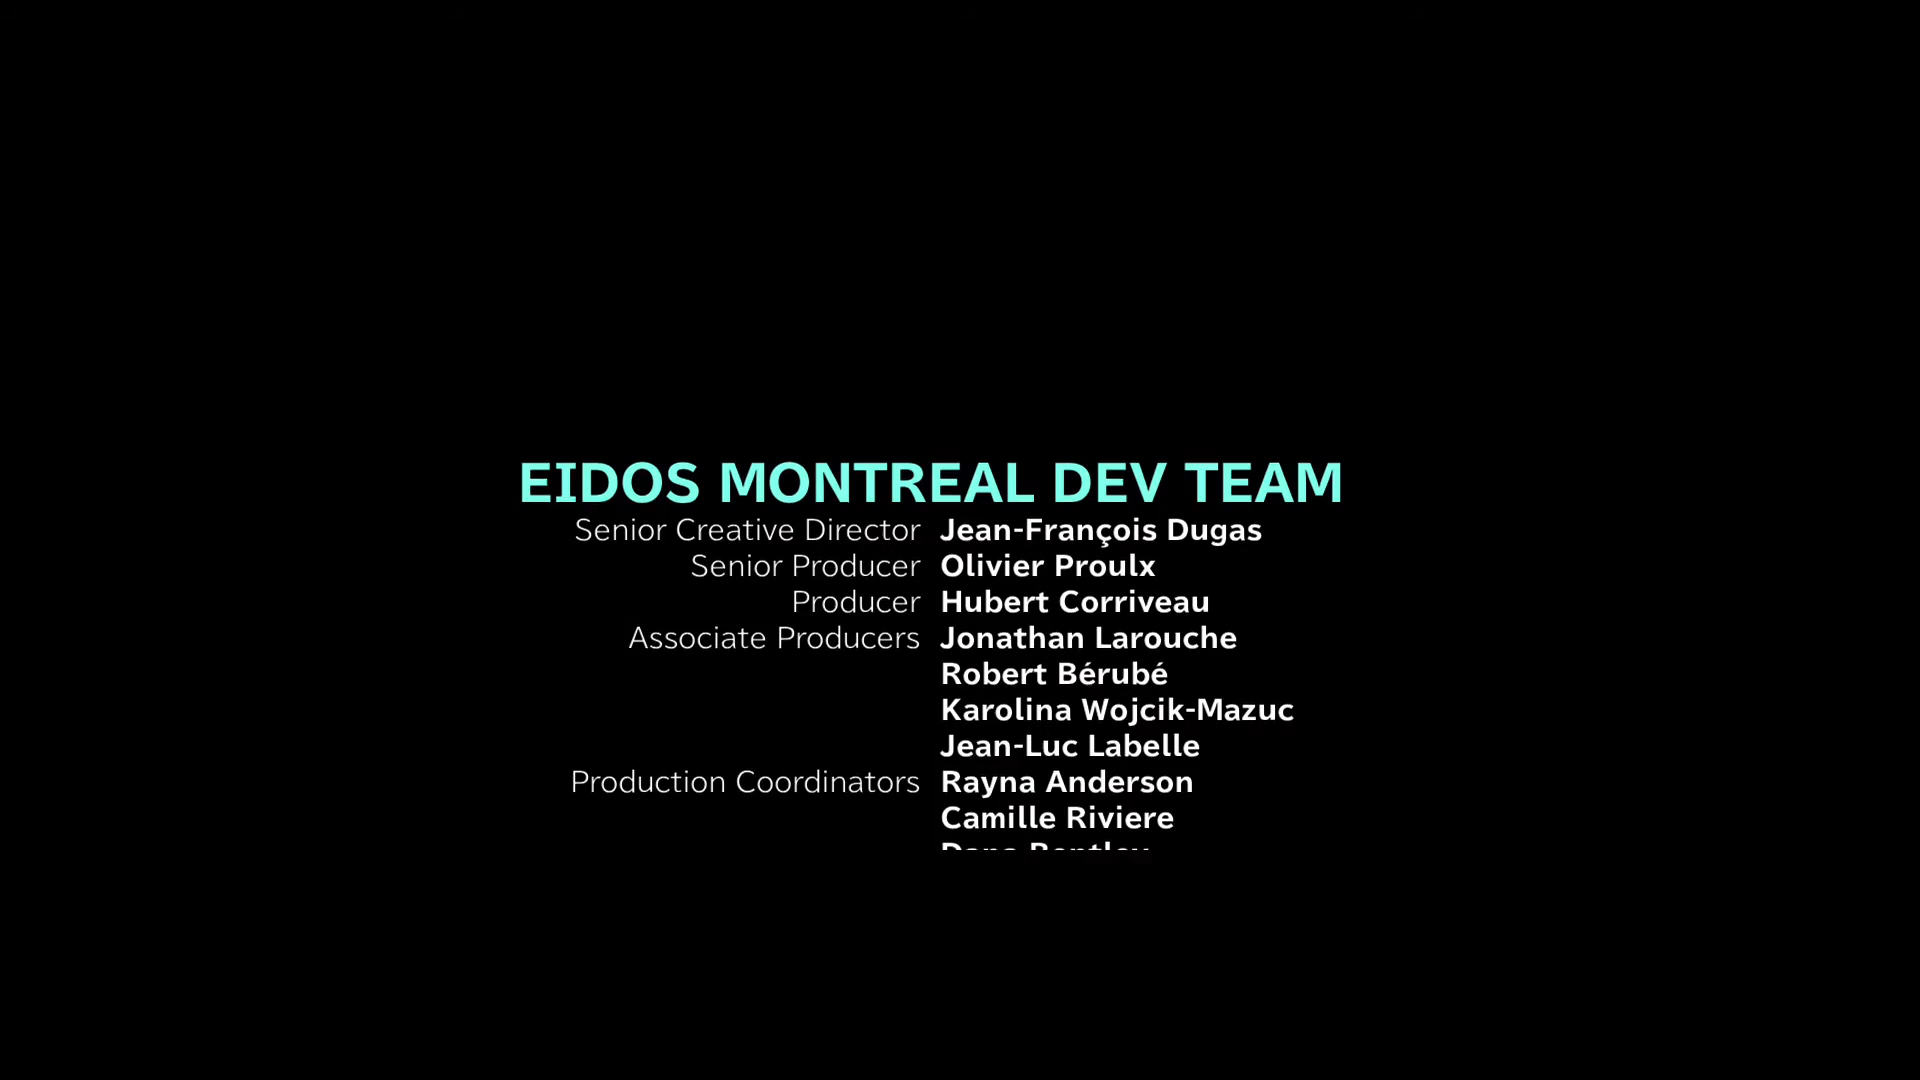 EIDOS MONTREAL DEV TEAM
Senior Creative Director Jean-François Dugas
Senior Producer Olivier Proulx
Producer Hubert Corriveau
Associate Producers Jonathan Larouche
Robert Bérubé
Karolina Wojcik-Mazuc
Jean-Luc Labelle
Production Coordinators Rayna Anderson
Camille Riviere